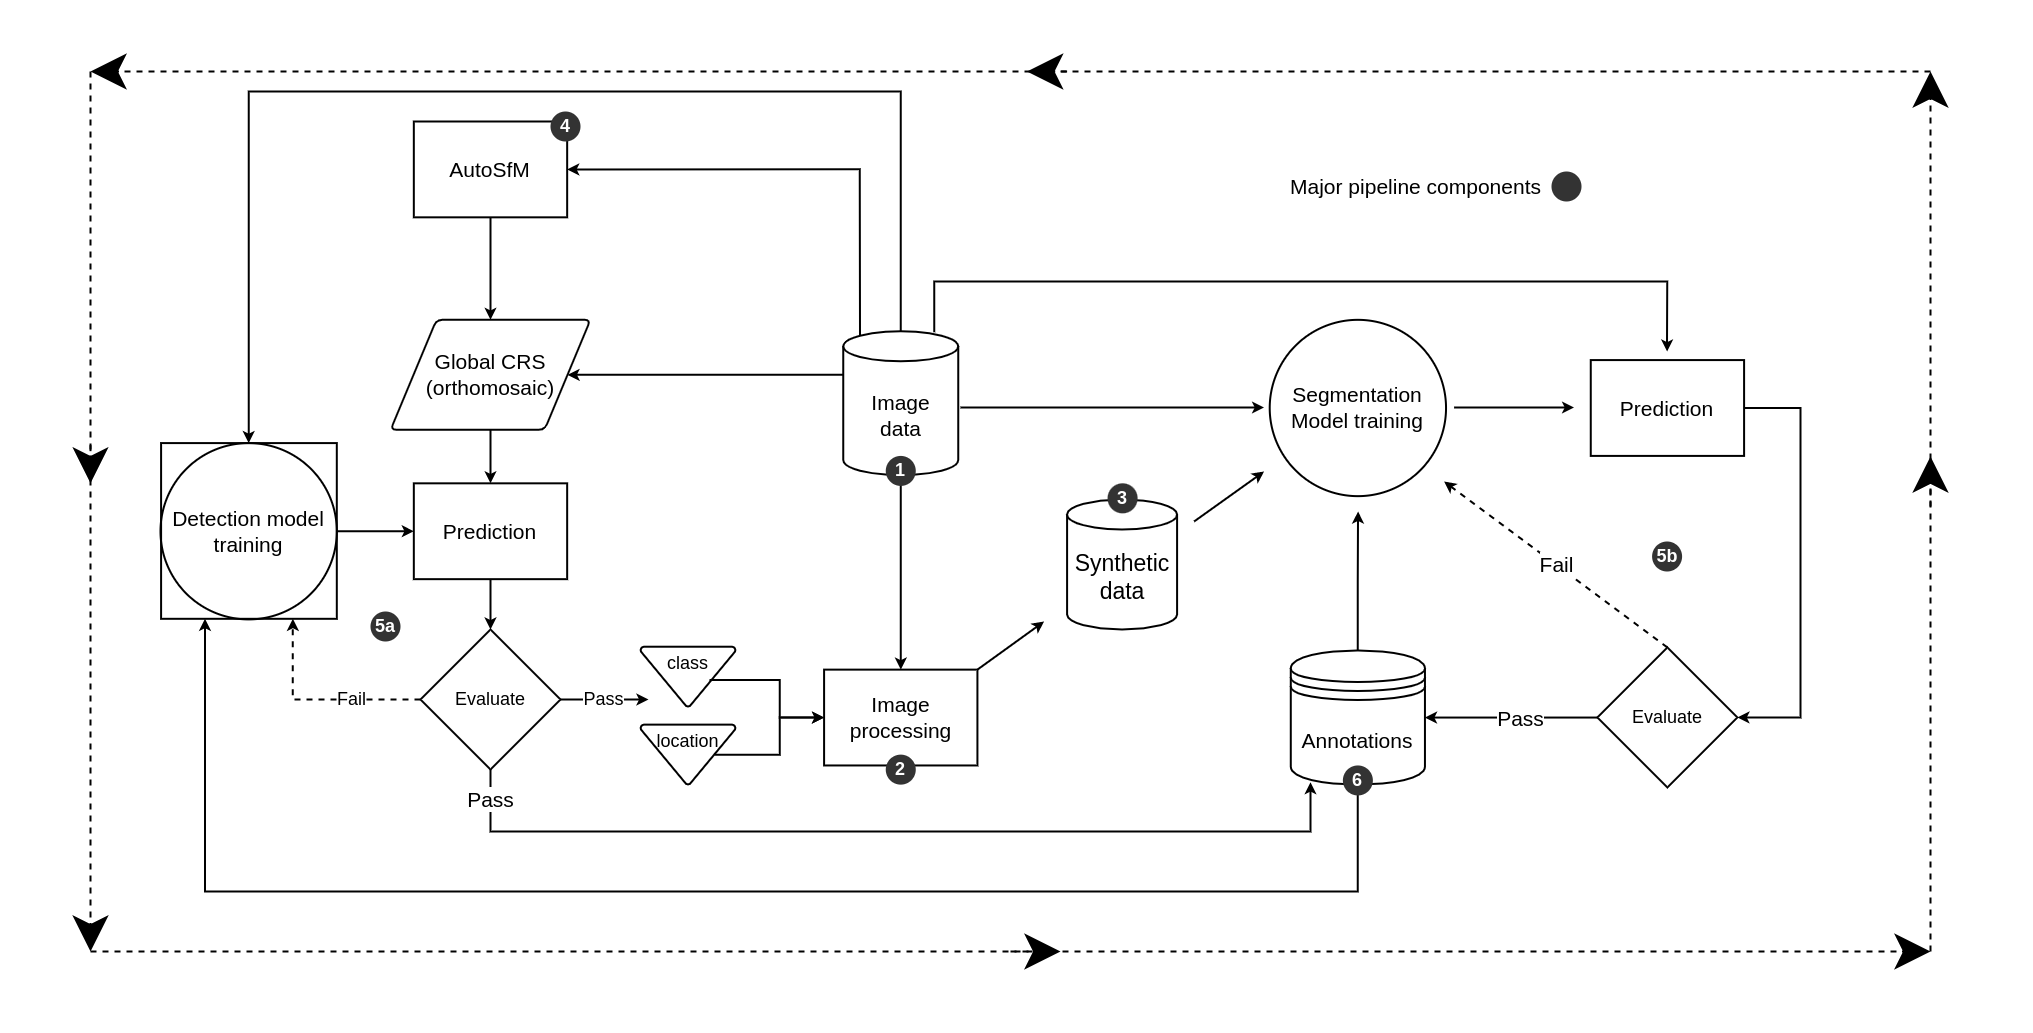 4
AutoSfM
Major pipeline components
Global CRS
(orthomosaic)
Image
data
1
Segmentation
Model training
Prediction
Detection model
training
Prediction
3
Synthetic
data
5a
5b
Fail
class
Evaluate
Pass
Fail
location
Image
processing
2
Annotations
6
Pass
Evaluate
Pass